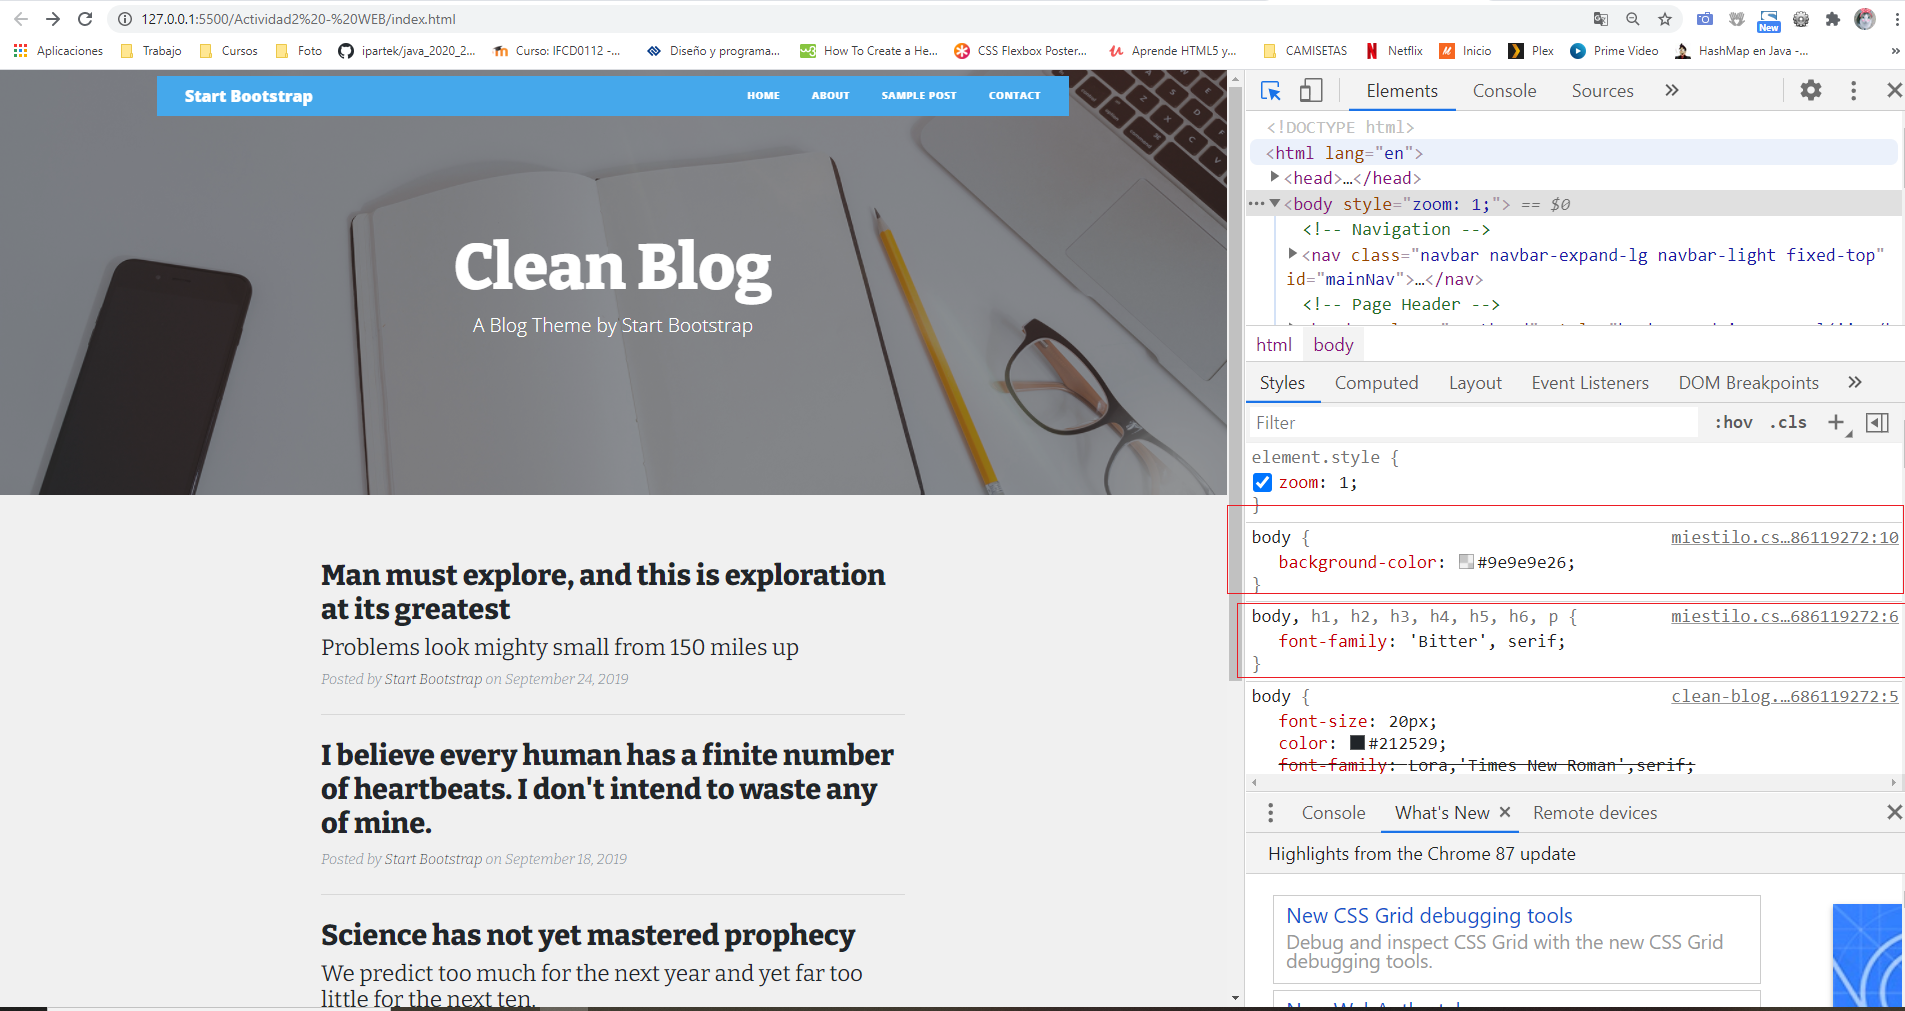 127.0.0.1:5500/Actividad2%20-%20WEB/index.html
New
Aplicaciones Trabajo Cursos Foto ipartek/java_2020_2... Curso: IFCD0112 -... Diseño y programa... How To Create a He... CSS Flexbox Poster... Aprende HTML5 y... CAMISETAS Netflix Inicio Plex Prime Video HashMap en Java -... »
Start Bootstrap HOME ABOUT SAMPLE POST CONTACT
Clean Blog
A Blog Theme by Start Bootstrap
Man must explore, and this is exploration
at its greatest
Problems look mighty small from 150 miles up
Posted by Start Bootstrap on September 24, 2019
I believe every human has a finite number
of heartbeats. I don't intend to waste any
of mine.
Posted by Start Bootstrap on September 18, 2019
Science has not yet mastered prophecy
We predict too much for the next year and yet far too
little for the next ten.
Elements Console Sources »
<!DOCTYPE html>
<html lang="en">
<head>…</head>
<body style="zoom: 1;"> == $0
<!-- Navigation -->
<nav class="navbar navbar-expand-lg navbar-light fixed-top"
id="mainNav">…</nav>
<!-- Page Header -->
html body
Styles Computed Layout Event Listeners DOM Breakpoints »
Filter :hov .cls +
element.style {
zoom: 1;
}
body { miestilo.cs…86119272:10
background-color: #9e9e9e26;
}
body, h1, h2, h3, h4, h5, h6, p { miestilo.cs…686119272:6
font-family: 'Bitter', serif;
}
body { clean-blog.…686119272:5
font-size: 20px;
color: #212529;
font-family: Lora,'Times New Roman',serif;
Console What's New × Remote devices
Highlights from the Chrome 87 update
New CSS Grid debugging tools
Debug and inspect CSS Grid with the new CSS Grid
debugging tools.